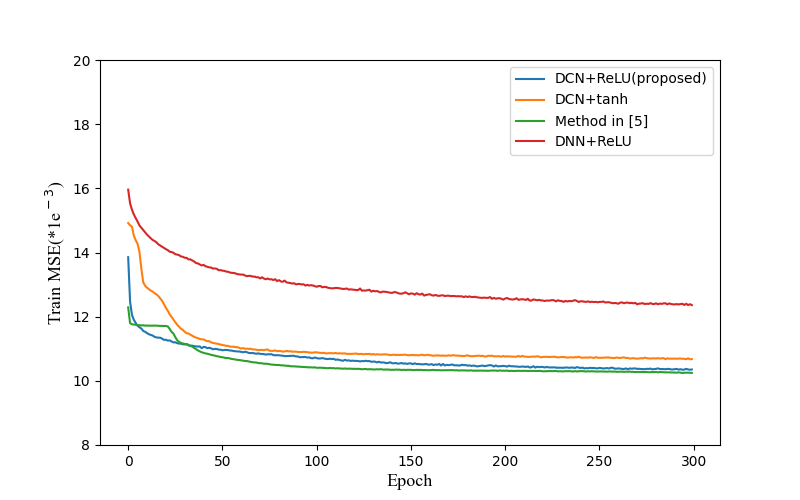 20
18
16
14
12
10
8
Train MSE(*1e⁻³)
DCN+ReLU(proposed)
DCN+tanh
Method in [5]
DNN+ReLU
0 50 100 150 200 250 300
Epoch